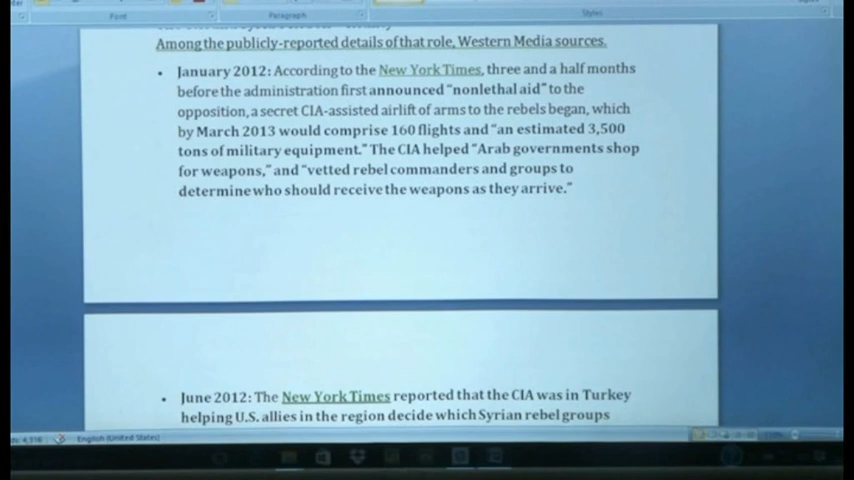 Font
Paragraph
Styles
Among the publicly-reported details of that role, Western Media sources.
• January 2012: According to the New York Times, three and a half months
before the administration first announced "nonlethal aid" to the
opposition, a secret CIA-assisted airlift of arms to the rebels began, which
by March 2013 would comprise 160 flights and "an estimated 3,500
tons of military equipment." The CIA helped "Arab governments shop
for weapons," and "vetted rebel commanders and groups to
determine who should receive the weapons as they arrive."
• June 2012: The New York Times reported that the CIA was in Turkey
helping U.S. allies in the region decide which Syrian rebel groups
English (United States)